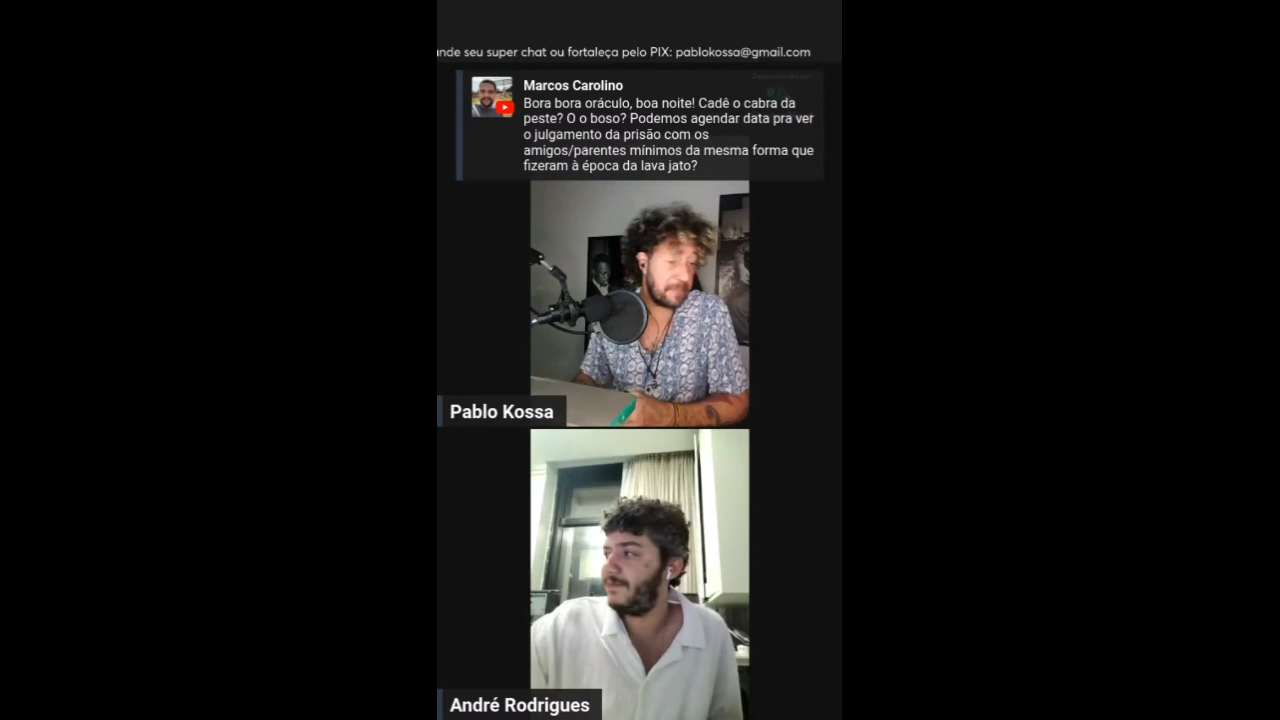 nde seu super chat ou fortaleça pelo PIX: pablokossa@gmail.com
Marcos Carolino
Bora bora oráculo, boa noite! Cadê o cabra da
peste? O o boso? Podemos agendar data pra ver
o julgamento da prisão com os
amigos/parentes mínimos da mesma forma que
fizeram à época da lava jato?
Pablo Kossa
André Rodrigues